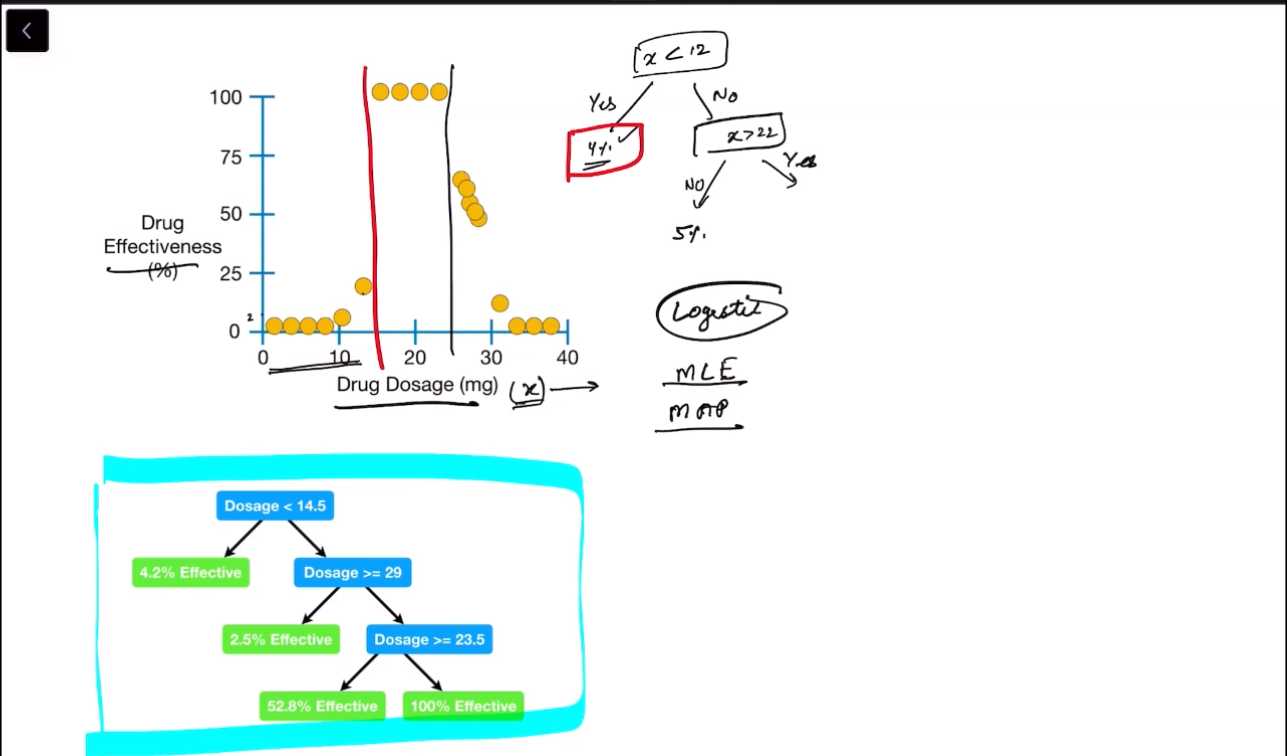 x < 12
Yes
NO
4%
x > 22
Yes
NO
5%
100
75
50
25
2
0
Drug
Effectiveness
(%)
0
10
20
30
40
Drug Dosage (mg)
(x)
Logistic
MLE
MAP
Dosage < 14.5
4.2% Effective
Dosage >= 29
2.5% Effective
Dosage >= 23.5
52.8% Effective
100% Effective